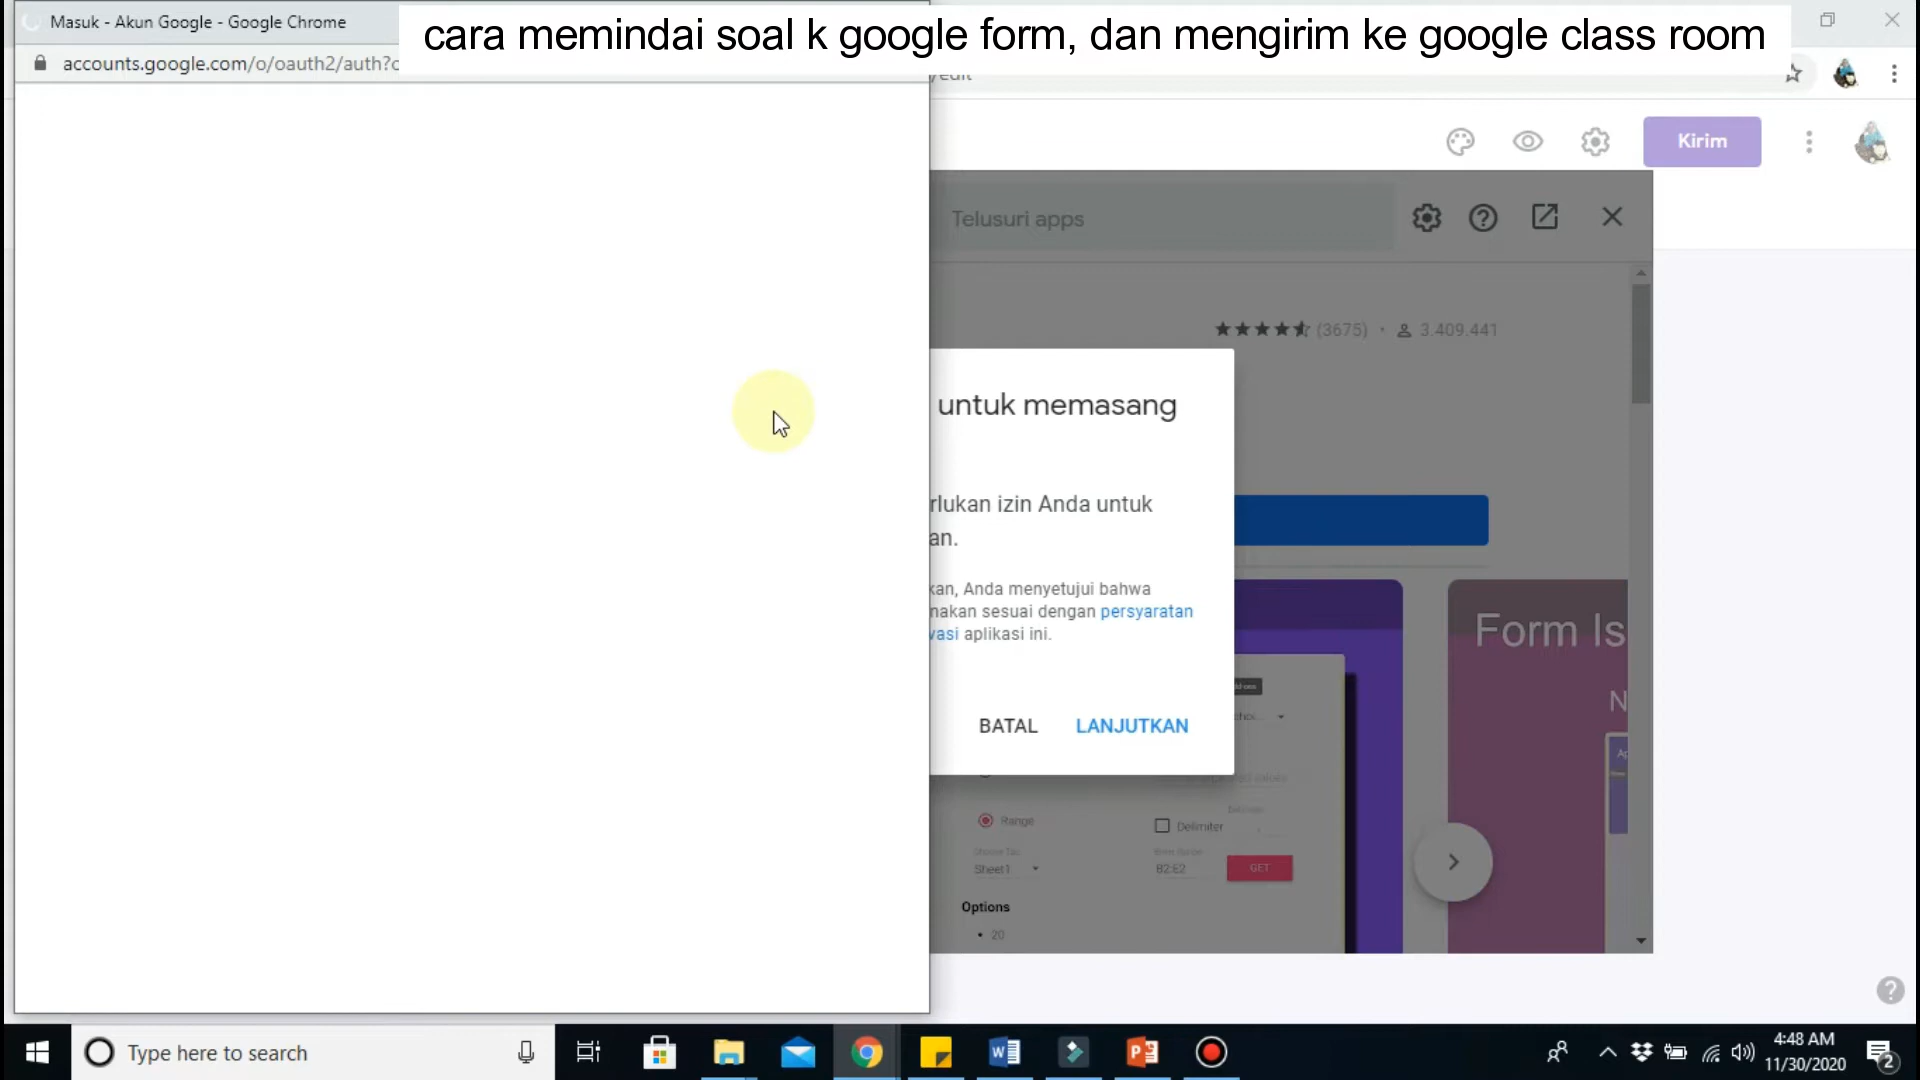 Masuk - Akun Google - Google Chrome
cara memindai soal k google form, dan mengirim ke google class room
accounts.google.com/o/oauth2/auth?c
/edit
Kirim
Telusuri apps
(3675)
3.409.441
untuk memasang
rlukan izin Anda untuk
an.
kan, Anda menyetujui bahwa
nakan sesuai dengan persyaratan
vasi aplikasi ini.
BATAL LANJUTKAN
Form Is
N
Range
Delimiter
Sheet1
B2:E2
GET
Options
• 20
Type here to search
4:48 AM
11/30/2020
2